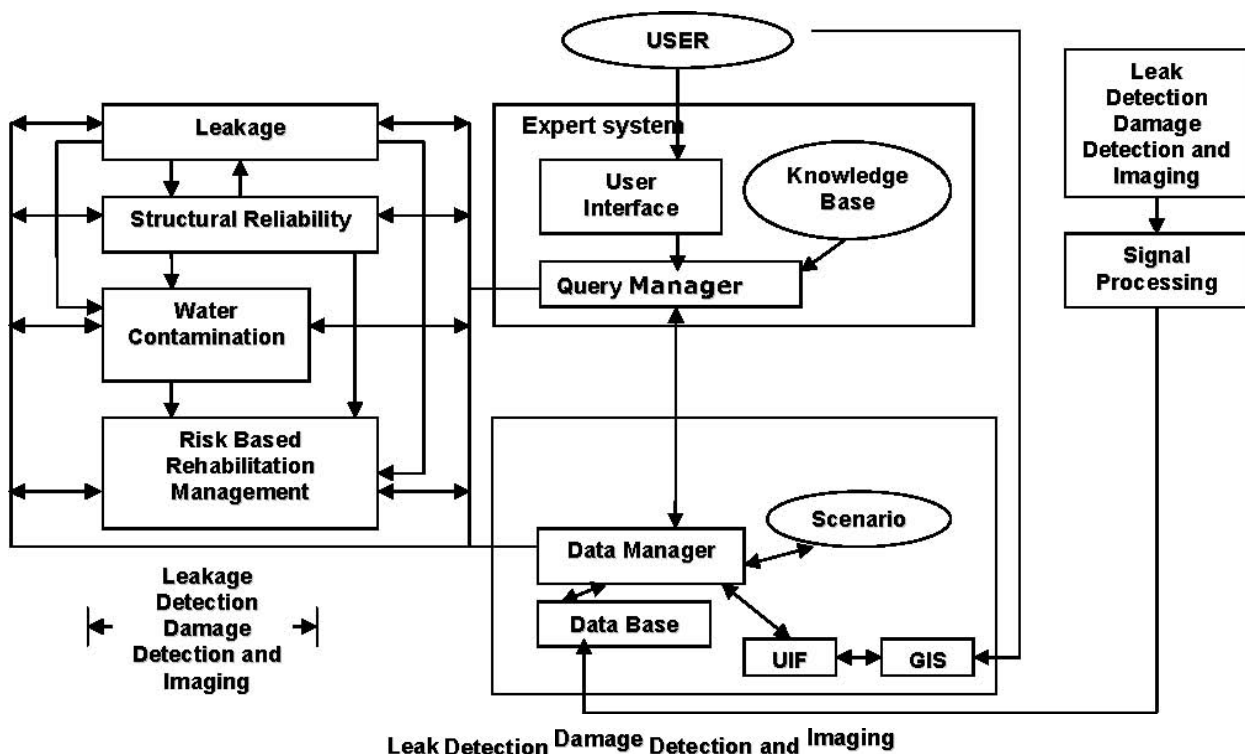 USER
Leak
Detection
Damage
Detection and
Imaging
Leakage
Expert system
User
Interface
Knowledge
Base
Structural Reliability
Signal
Processing
Query Manager
Water
Contamination
Risk Based
Rehabilitation
Management
Scenario
Data Manager
Data Base
UIF
GIS
Leakage
Detection
Damage
Detection and
Imaging
Leak Detection Damage Detection and Imaging